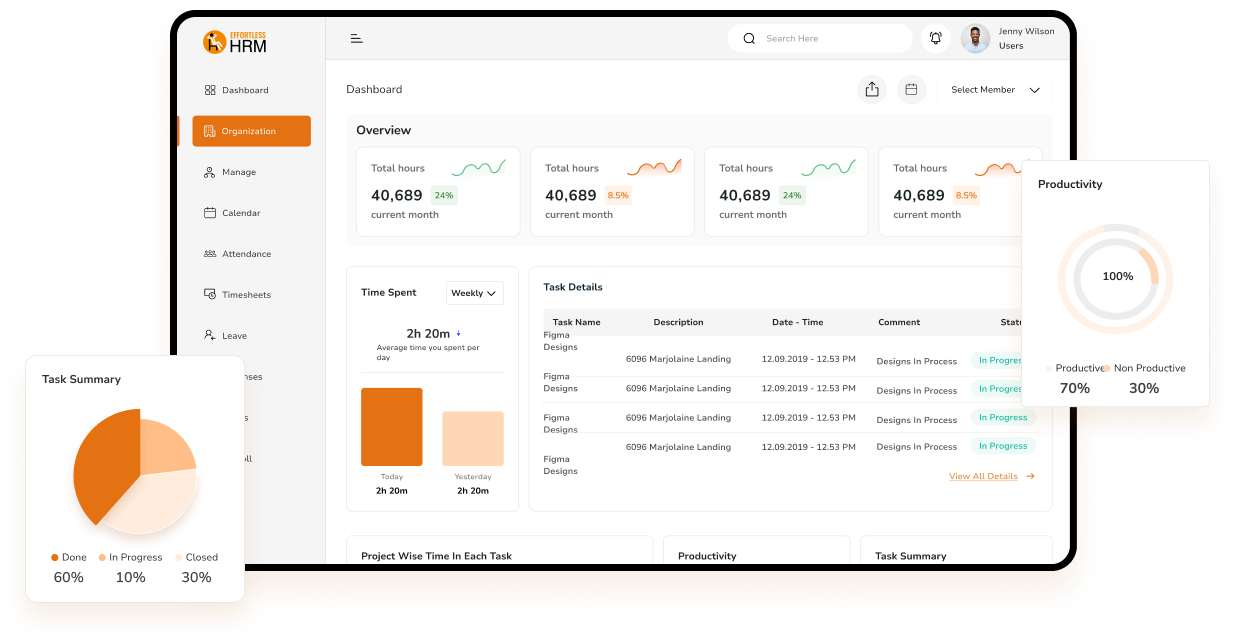 EFFORTLESS
HRM
Search Here
Jenny Wilson
Users
Dashboard
Organization
Manage
Calendar
Attendance
Timesheets
Leave
Dashboard
Select Member
Overview
Total hours
40,689 24%
current month
Total hours
40,689 8.5%
current month
Total hours
40,689 24%
current month
Total hours
40,689 8.5%
current month
Time Spent
Weekly
2h 20m
Average time you spent per
day
Today
2h 20m
Yesterday
2h 20m
Task Details
Task Name Description Date - Time Comment Statu
Figma
Designs
6096 Marjolaine Landing 12.09.2019 - 12.53 PM Designs In Process In Progres
Figma
Designs
6096 Marjolaine Landing 12.09.2019 - 12.53 PM Designs In Process In Progres
Figma
Designs
6096 Marjolaine Landing 12.09.2019 - 12.53 PM Designs In Process In Progress
Figma
Designs
6096 Marjolaine Landing 12.09.2019 - 12.53 PM Designs In Process In Progress
View All Details
Project Wise Time In Each Task
Productivity
Task Summary
Productivity
100%
Productive Non Productive
70% 30%
Task Summary
Done In Progress Closed
60% 10% 30%
nses
s
oll